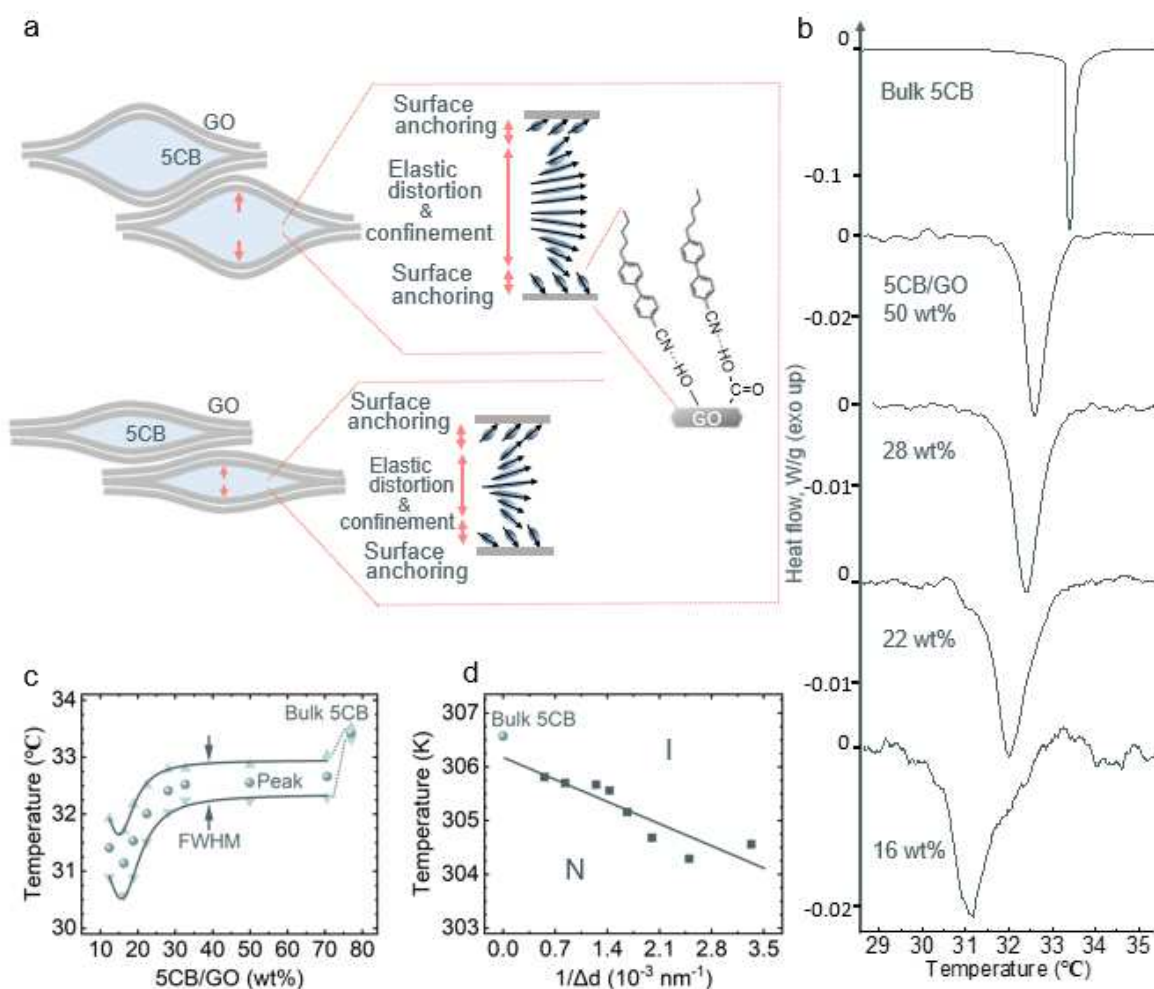 a
GO
5CB
Surface
anchoring
Elastic
distortion
&
confinement
Surface
anchoring
CN
HO
CN
HO
C=O
GO
GO
5CB
Surface
anchoring
Elastic
distortion
&
confinement
Surface
anchoring
b
Heat flow, W/g (exo up)
0
Bulk 5CB
-0.1
0
5CB/GO
50 wt%
-0.02
0
28 wt%
-0.01
0
22 wt%
-0.01
0
16 wt%
-0.02
29 30 31 32 33 34 35
Temperature (℃)
c
Temperature (℃)
34
33
32
31
30
Bulk 5CB
Peak
FWHM
10 20 30 40 50 60 70 80
5CB/GO (wt%)
d
Temperature (K)
307
306
305
304
303
Bulk 5CB
I
N
0.0 0.7 1.4 2.1 2.8 3.5
1/Δd (10⁻³ nm⁻¹)